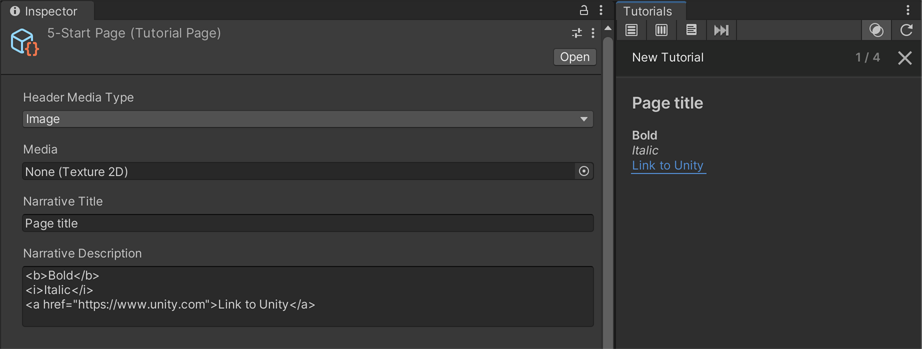 Inspector
5-Start Page (Tutorial Page)
Open
Header Media Type
Image
Media
None (Texture 2D)
Narrative Title
Page title
Narrative Description
<b>Bold</b>
<i>Italic</i>
<a href="https://www.unity.com">Link to Unity</a>
Tutorials
New Tutorial 1 / 4
Page title
Bold
Italic
Link to Unity